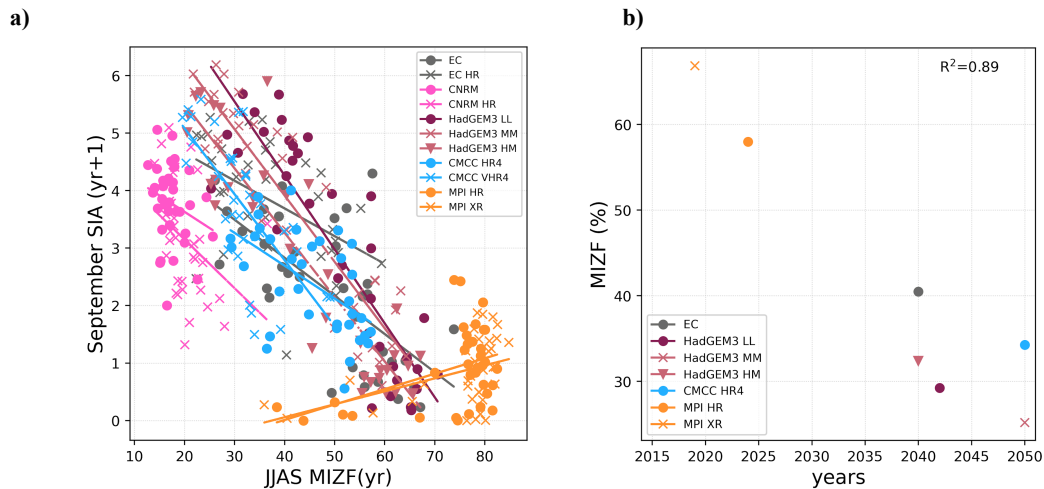 a)
September SIA (yr+1)
6
5
4
3
2
1
0
10 20 30 40 50 60 70 80
JJAS MIZF(yr)
EC
EC HR
CNRM
CNRM HR
HadGEM3 LL
HadGEM3 MM
HadGEM3 HM
CMCC HR4
CMCC VHR4
MPI HR
MPI XR
b)
R²=0.89
MIZF (%)
60
50
40
30
EC
HadGEM3 LL
HadGEM3 MM
HadGEM3 HM
CMCC HR4
MPI HR
MPI XR
2015 2020 2025 2030 2035 2040 2045 2050
years